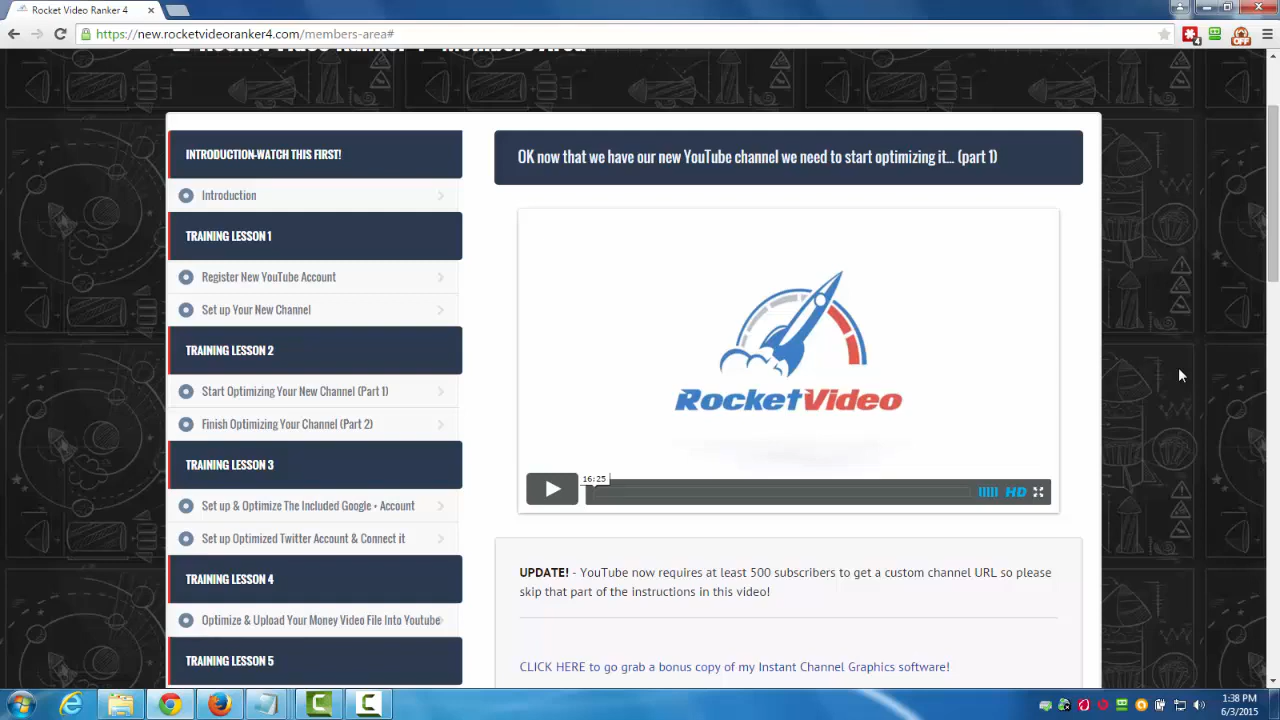 Rocket Video Ranker 4
https://new.rocketvideoranker4.com/members-area#
4
OFF
INTRODUCTION-WATCH THIS FIRST!
Introduction
TRAINING LESSON 1
Register New YouTube Account
Set up Your New Channel
TRAINING LESSON 2
Start Optimizing Your New Channel (Part 1)
Finish Optimizing Your Channel (Part 2)
TRAINING LESSON 3
Set up & Optimize The Included Google + Account
Set up Optimized Twitter Account & Connect it
TRAINING LESSON 4
Optimize & Upload Your Money Video File Into Youtube
TRAINING LESSON 5
OK now that we have our new YouTube channel we need to start optimizing it... (part 1)
RocketVideo
16:25
HD
UPDATE! - YouTube now requires at least 500 subscribers to get a custom channel URL so please
skip that part of the instructions in this video!
CLICK HERE to go grab a bonus copy of my Instant Channel Graphics software!
1:38 PM
6/3/2015